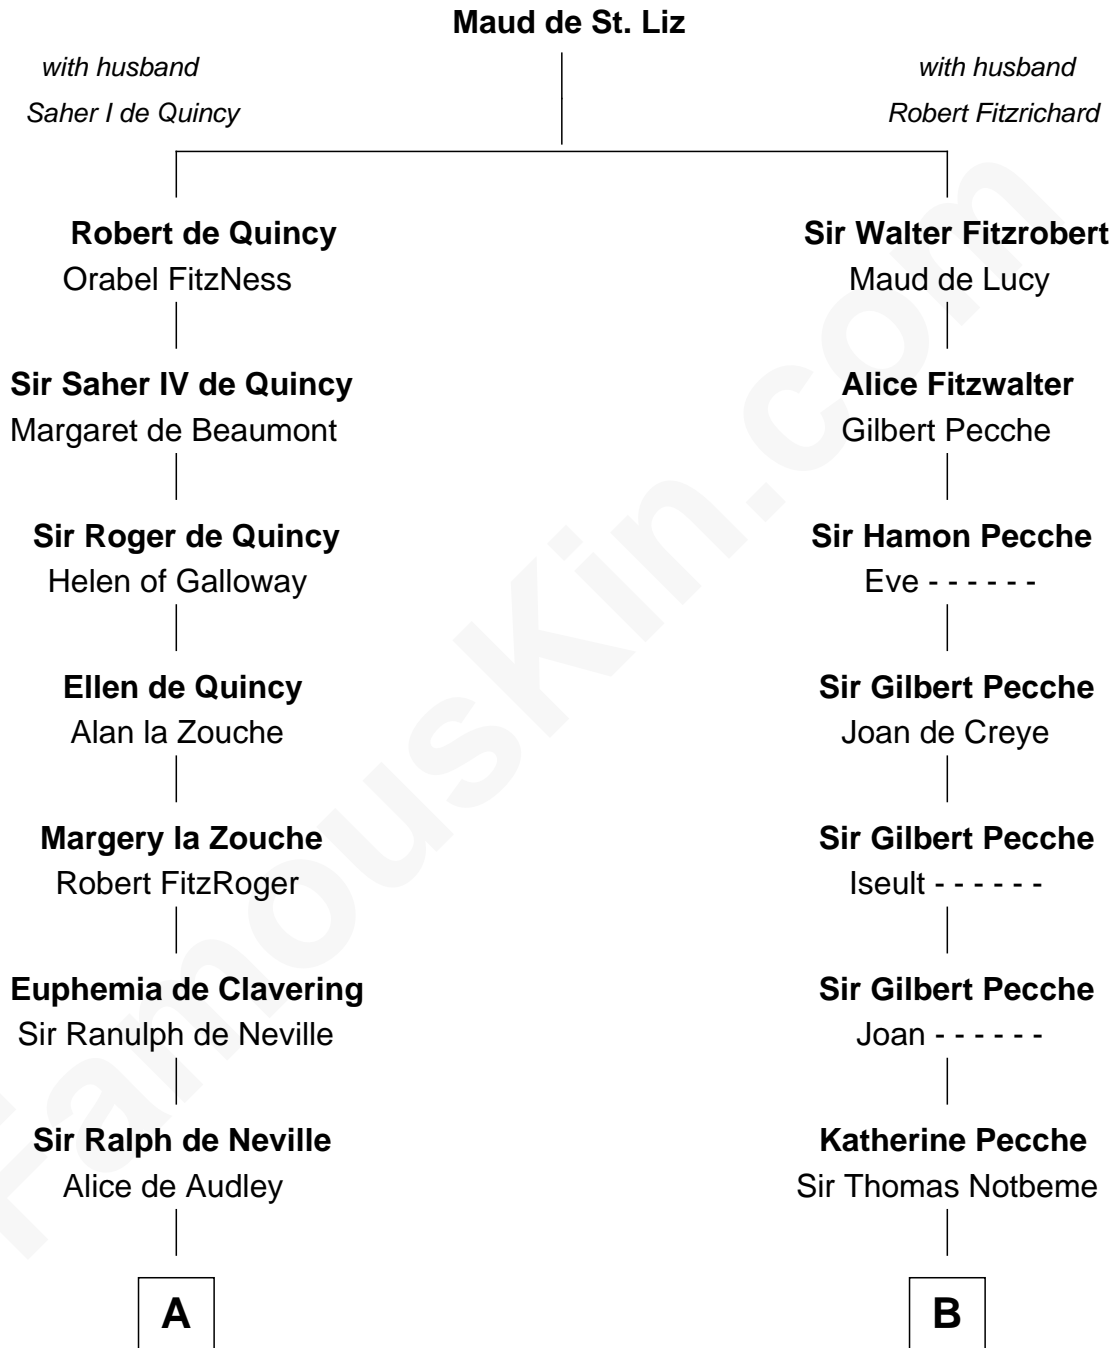 Maud de St. Liz
with husband
Saher I de Quincy
with husband
Robert Fitzrichard
Robert de Quincy
Orabel FitzNess
Sir Walter Fitzrobert
Maud de Lucy
Sir Saher IV de Quincy
Margaret de Beaumont
Alice Fitzwalter
Gilbert Pecche
Sir Roger de Quincy
Helen of Galloway
Sir Hamon Pecche
Eve - - - - - -
Ellen de Quincy
Alan la Zouche
Sir Gilbert Pecche
Joan de Creye
Margery la Zouche
Robert FitzRoger
Sir Gilbert Pecche
Iseult - - - - - -
Euphemia de Clavering
Sir Ranulph de Neville
Sir Gilbert Pecche
Joan - - - - - -
Sir Ralph de Neville
Alice de Audley
Katherine Pecche
Sir Thomas Notbeme
A
B
FamousKin.com